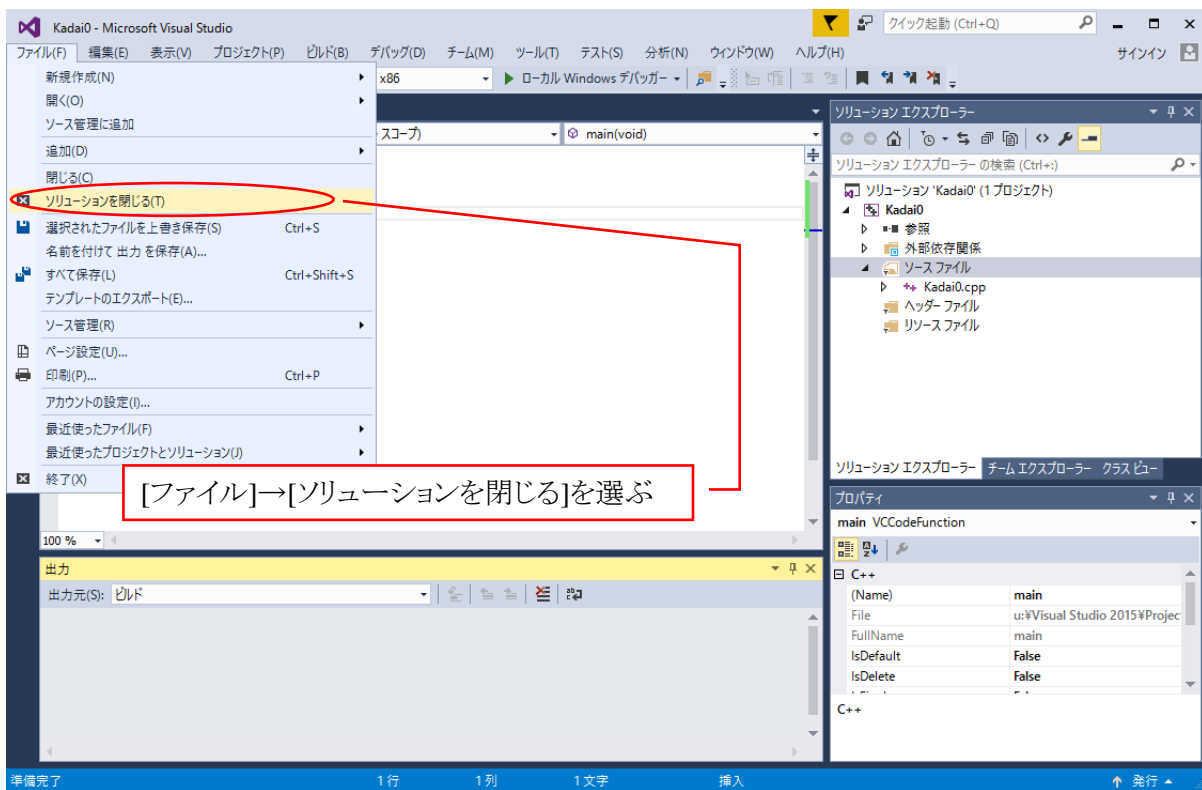 Kadai0 - Microsoft Visual Studio
クイック起動 (Ctrl+Q)
ファイル(F) 編集(E) 表示(V) プロジェクト(P) ビルド(B) デバッグ(D) チーム(M) ツール(T) テスト(S) 分析(N) ウィンドウ(W) ヘルプ(H)
サインイン
x86
ローカル Windows デバッガー
新規作成(N)
開く(O)
ソース管理に追加
追加(D)
閉じる(C)
ソリューションを閉じる(T)
選択されたファイルを上書き保存(S) Ctrl+S
名前を付けて 出力 を保存(A)...
すべて保存(L) Ctrl+Shift+S
テンプレートのエクスポート(E)...
ソース管理(R)
ページ設定(U)...
印刷(P)... Ctrl+P
アカウントの設定(I)...
最近使ったファイル(F)
最近使ったプロジェクトとソリューション(J)
終了(X)
スコープ)
main(void)
[ファイル]→[ソリューションを閉じる]を選ぶ
100 %
出力
出力元(S): ビルド
ソリューション エクスプローラー
ソリューション エクスプローラー の検索 (Ctrl+:)
ソリューション 'Kadai0' (1 プロジェクト)
Kadai0
参照
外部依存関係
ソース ファイル
++ Kadai0.cpp
ヘッダー ファイル
リソース ファイル
ソリューション エクスプローラー チーム エクスプローラー クラス ビュー
プロパティ
main VCCodeFunction
C++
(Name) main
File u:¥Visual Studio 2015¥Projec
FullName main
IsDefault False
IsDelete False
C++
準備完了 1 行 1 列 1 文字 挿入 発行